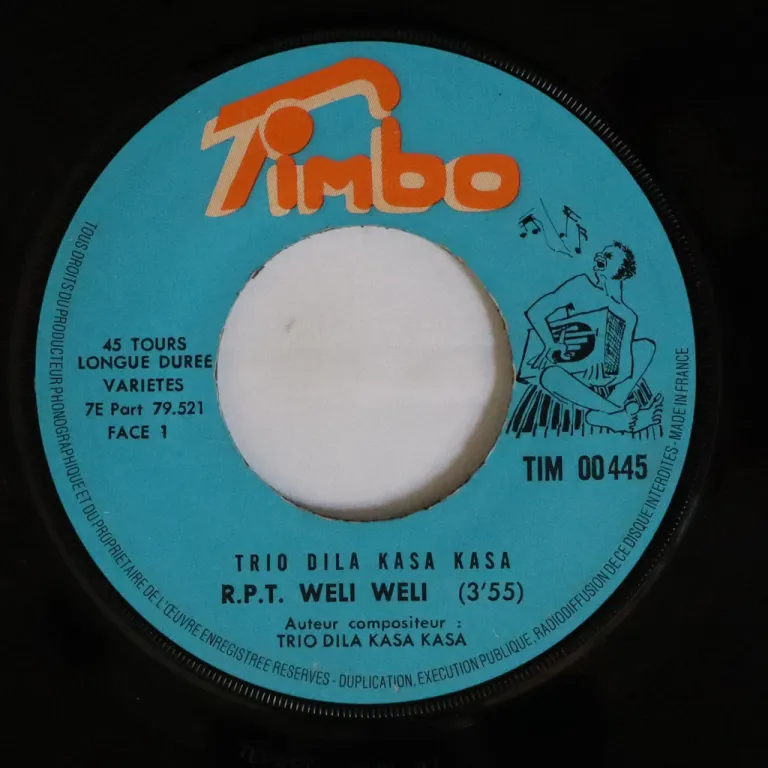 Timbo
45 TOURS
LONGUE DUREE
VARIETES
7E Part 79.521
FACE 1
TIM 00445
TRIO DILA KASA KASA
R.P.T. WELI WELI (3'55)
Auteur compositeur :
TRIO DILA KASA KASA
TOUS DROITS DU PRODUCTEUR PHONOGRAPHIQUE ET DU PROPRIETAIRE DE L'ŒUVRE ENREGISTREE RESERVES - DUPLICATION, EXECUTION PUBLIQUE, RADIODIFFUSION DE CE DISQUE INTERDITES - MADE IN FRANCE